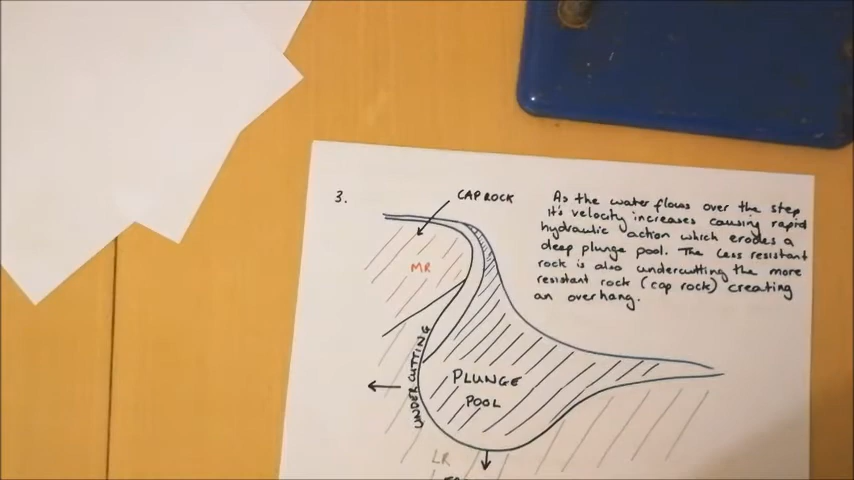 3.
CAP ROCK
As the water flows over the step
it's velocity increases causing rapid
hydraulic action which erodes a
deep plunge pool. The less resistant
rock is also undercutting the more
resistant rock (cap rock) creating
an overhang.
MR
UNDERCUTTING
PLUNGE
POOL
LR